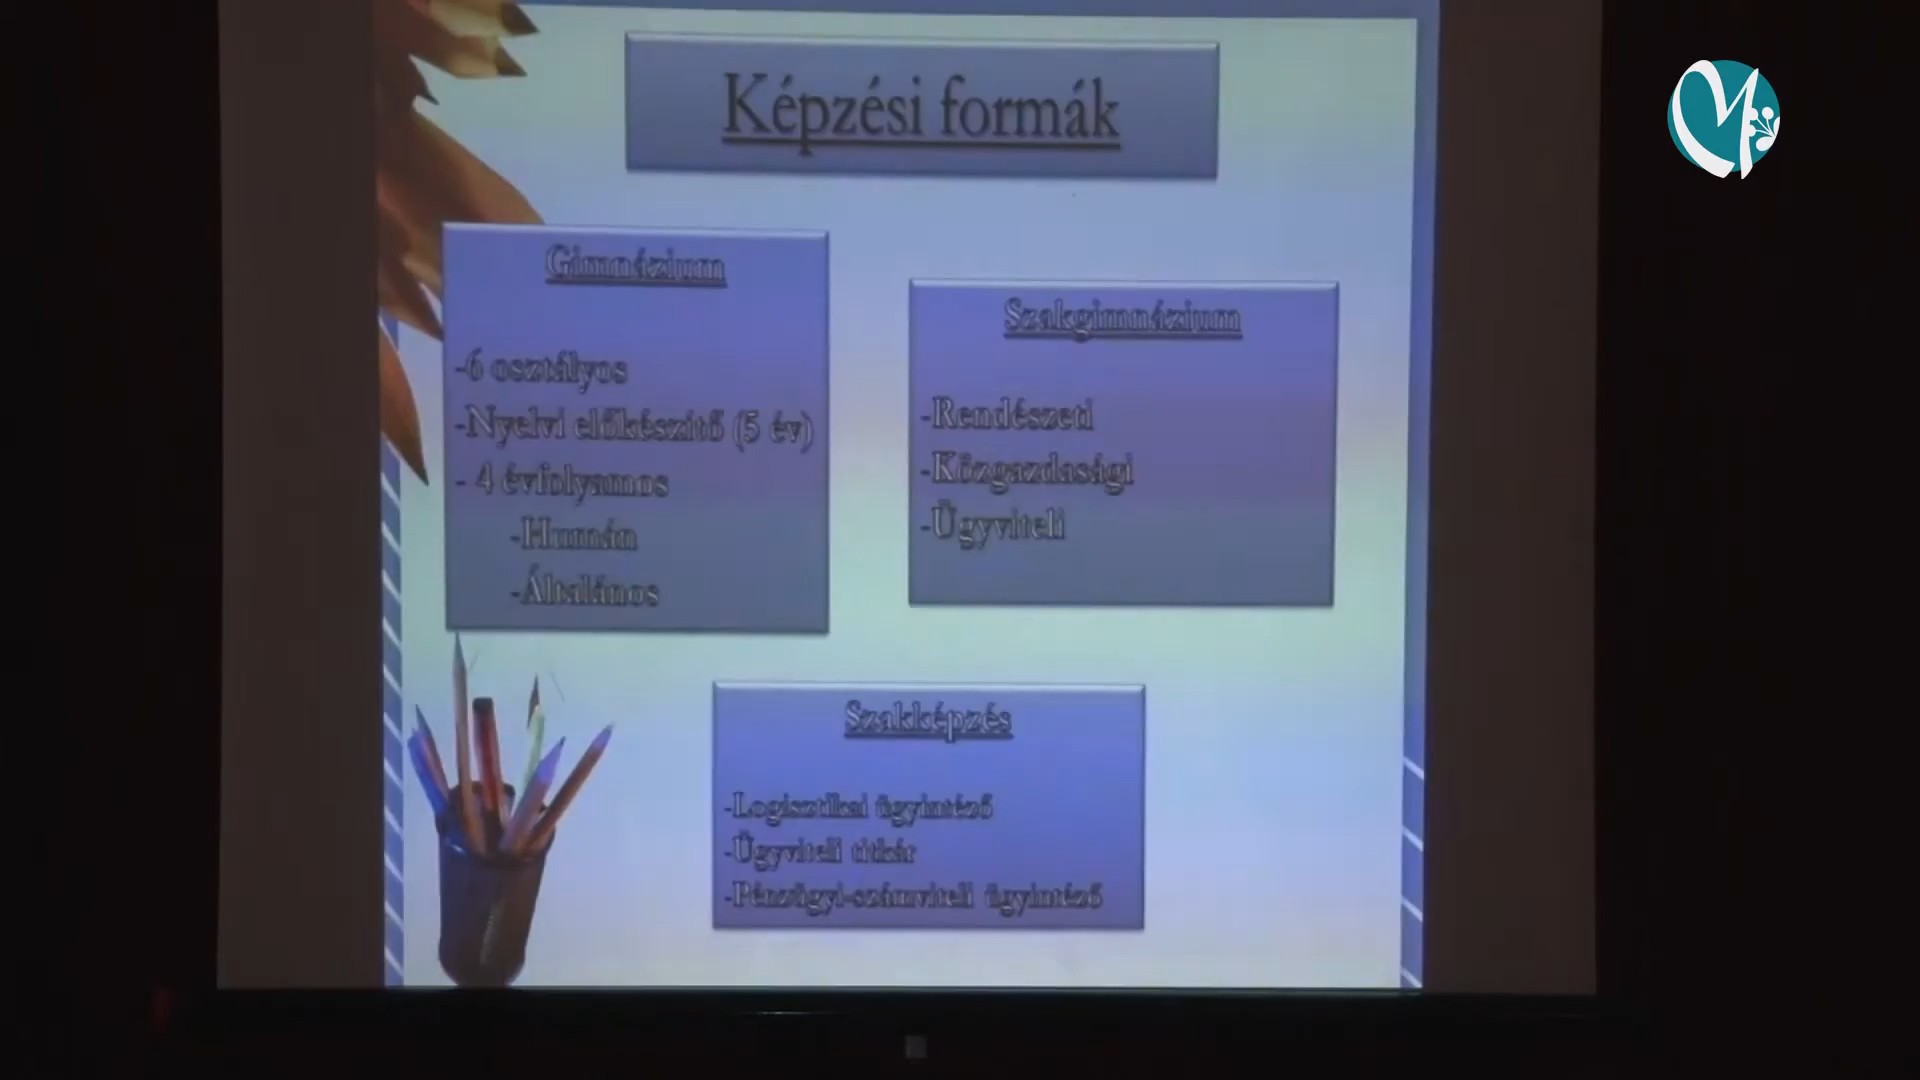 Képzési formák
Gimnázium
-6 osztályos
-Nyelvi előkészítő (5 év)
- 4 évfolyamos
-Humán
-Általános
Szakgimnázium
-Rendészeti
-Közgazdasági
-Ügyviteli
Szakképzés
-Logisztikai ügyintéző
-Ügyviteli titkár
-Pénzügyi-számviteli ügyintéző